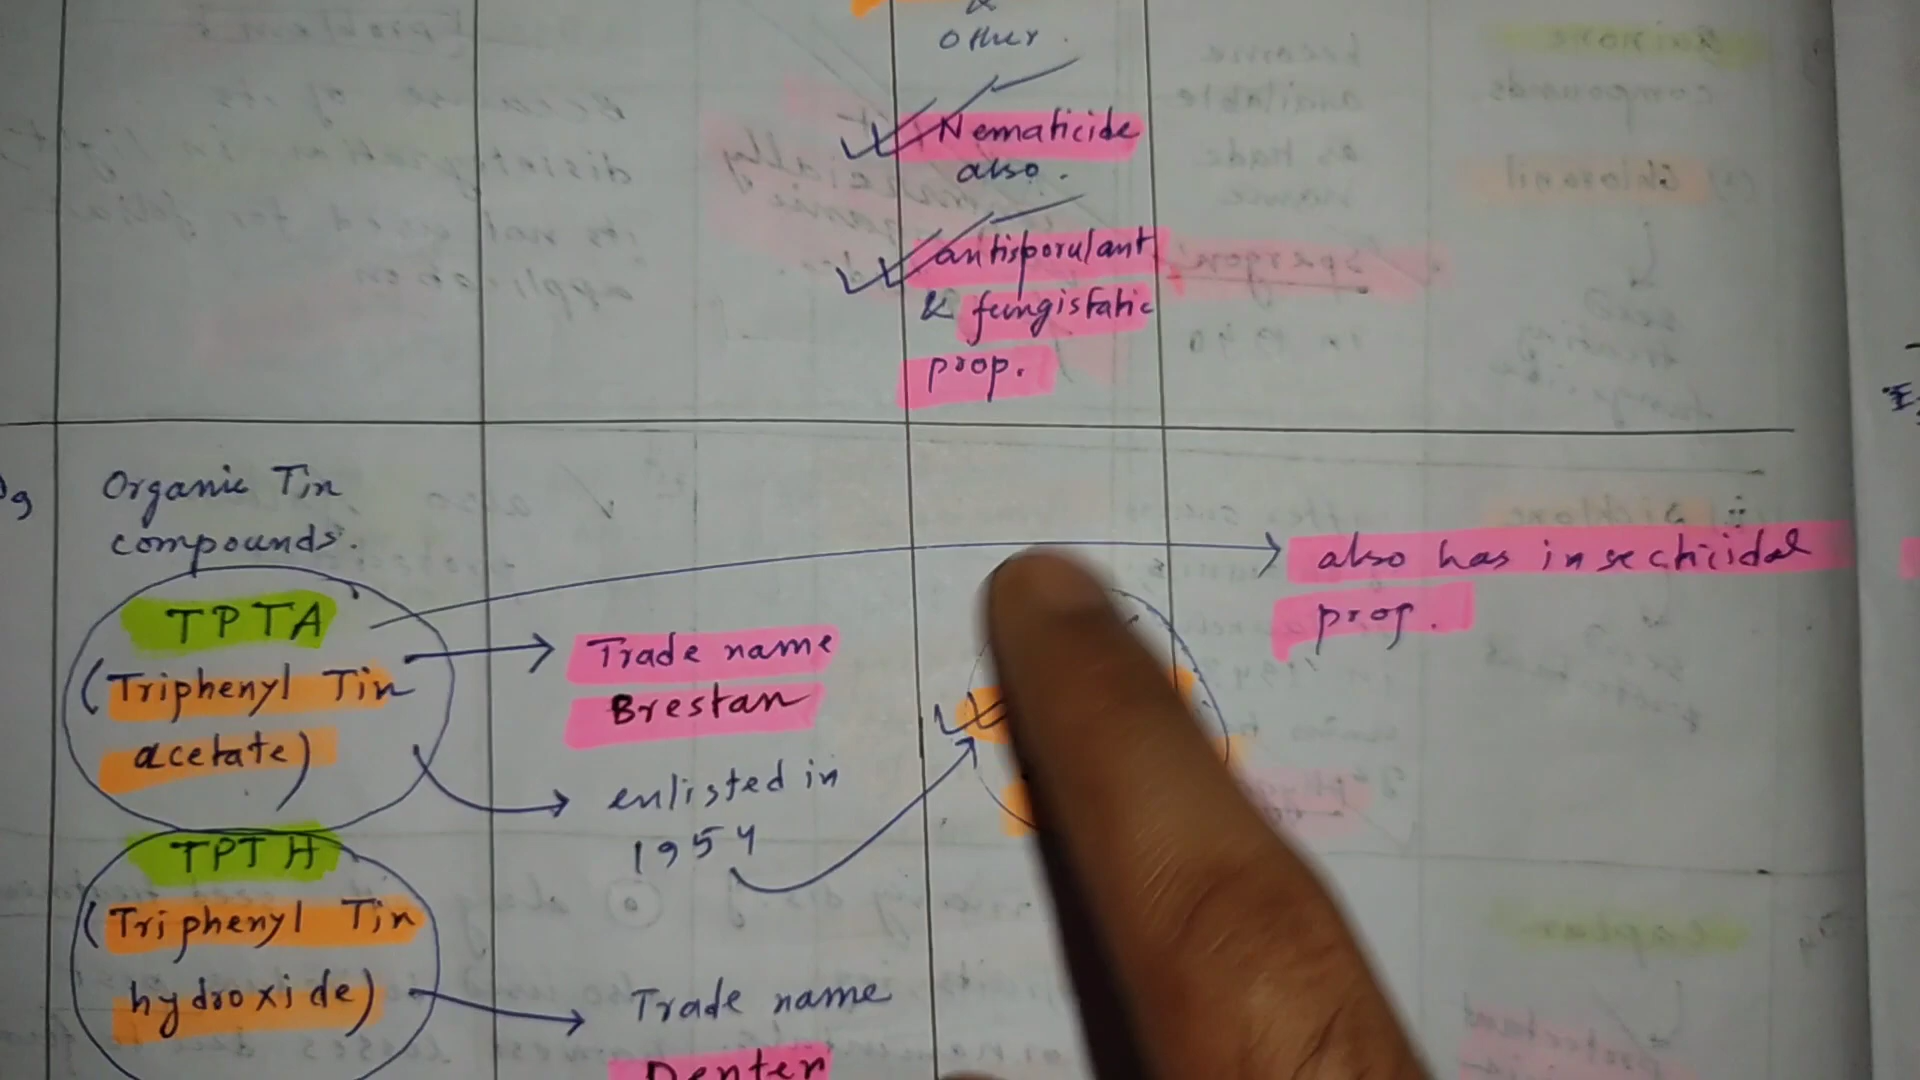 &
other.
Nematicide
also.
antisporulant
& fungistatic
prop.
Organic Tin
compounds.
TPTA
(Triphenyl Tin
acetate)
Trade name
Brestan
enlisted in
1954
also has insecticidal
prop.
TPTH
(Triphenyl Tin
hydroxide)
Trade name
Denter